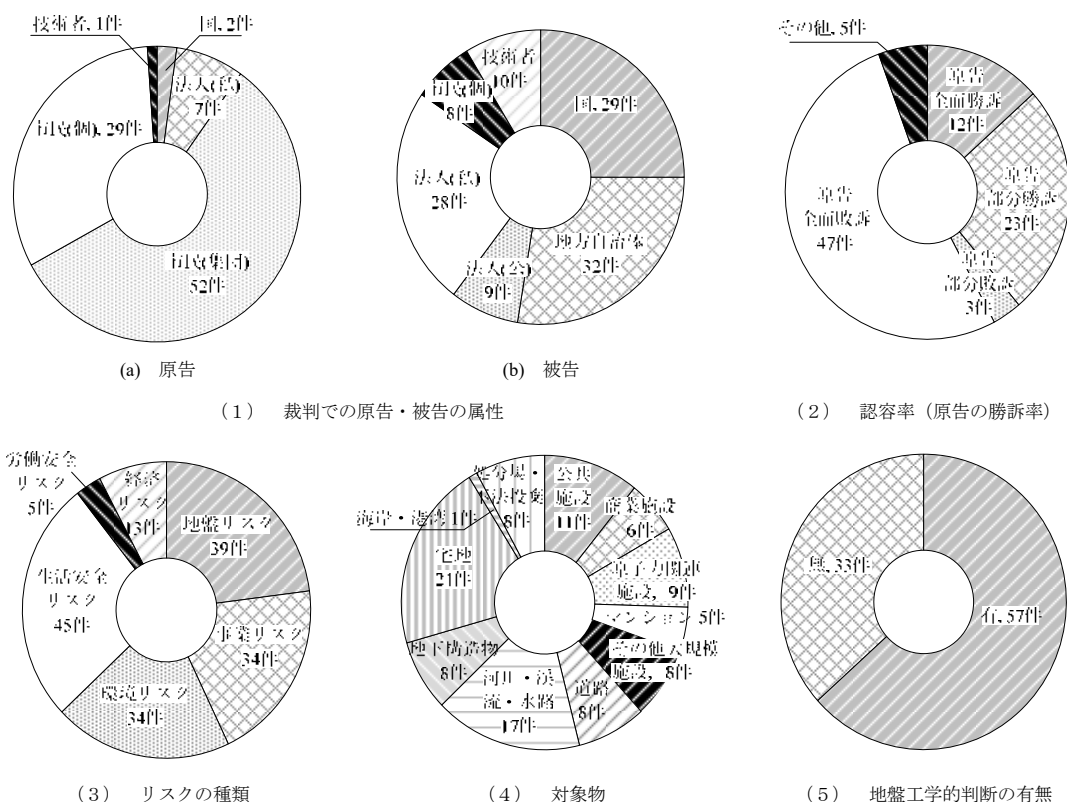 技術者, 1件
国, 2件
法人(私)
7件
市民(個), 29件
市民(集団)
52件
(a) 原告
技術者
10件
市民(個)
8件
国, 29件
法人(私)
28件
地方自治体
32件
法人(公)
9件
(b) 被告
(1) 裁判での原告・被告の属性
その他, 5件
原告
全面勝訴
12件
原告
部分勝訴
23件
原告
全面敗訴
47件
原告
部分敗訴
3件
(2) 認容率(原告の勝訴率)
労働安全
リスク
5件
経済
リスク
13件
地盤リスク
39件
生活安全
リスク
45件
事業リスク
34件
環境リスク
34件
(3) リスクの種類
処分場・
不法投棄
8件
公共
施設
11件
商業施設
6件
海岸・港湾 1件
原子力関連
施設, 9件
宅地
21件
マンション 5件
その他大規模
施設, 8件
地下構造物
8件
道路
8件
河川・渓
流・水路
17件
(4) 対象物
無, 33件
有, 57件
(5) 地盤工学的判断の有無